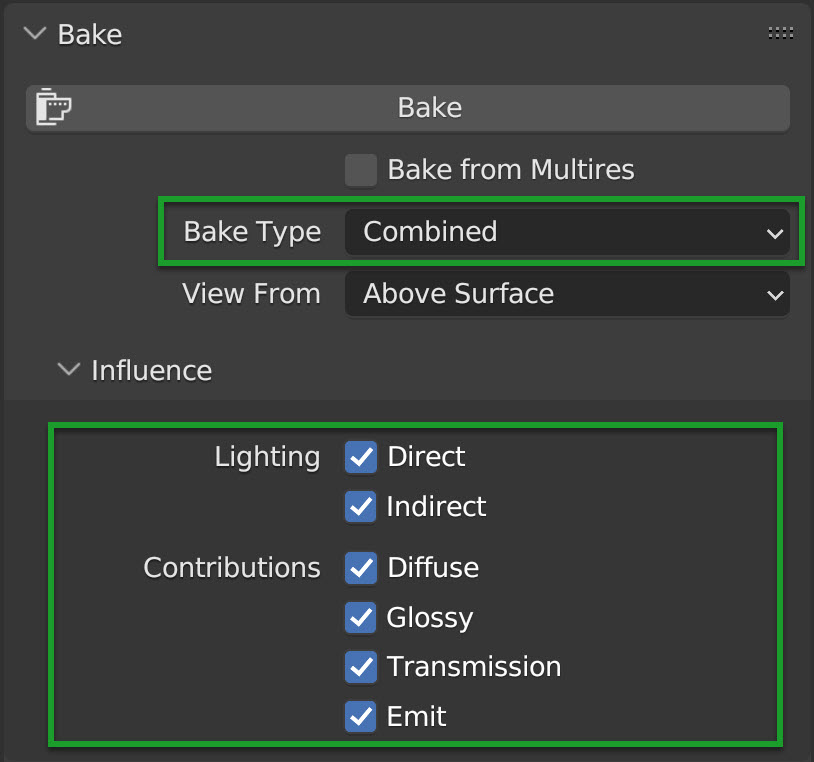 Bake
Bake
Bake from Multires
Bake Type Combined
View From Above Surface
Influence
Lighting Direct
Indirect
Contributions Diffuse
Glossy
Transmission
Emit